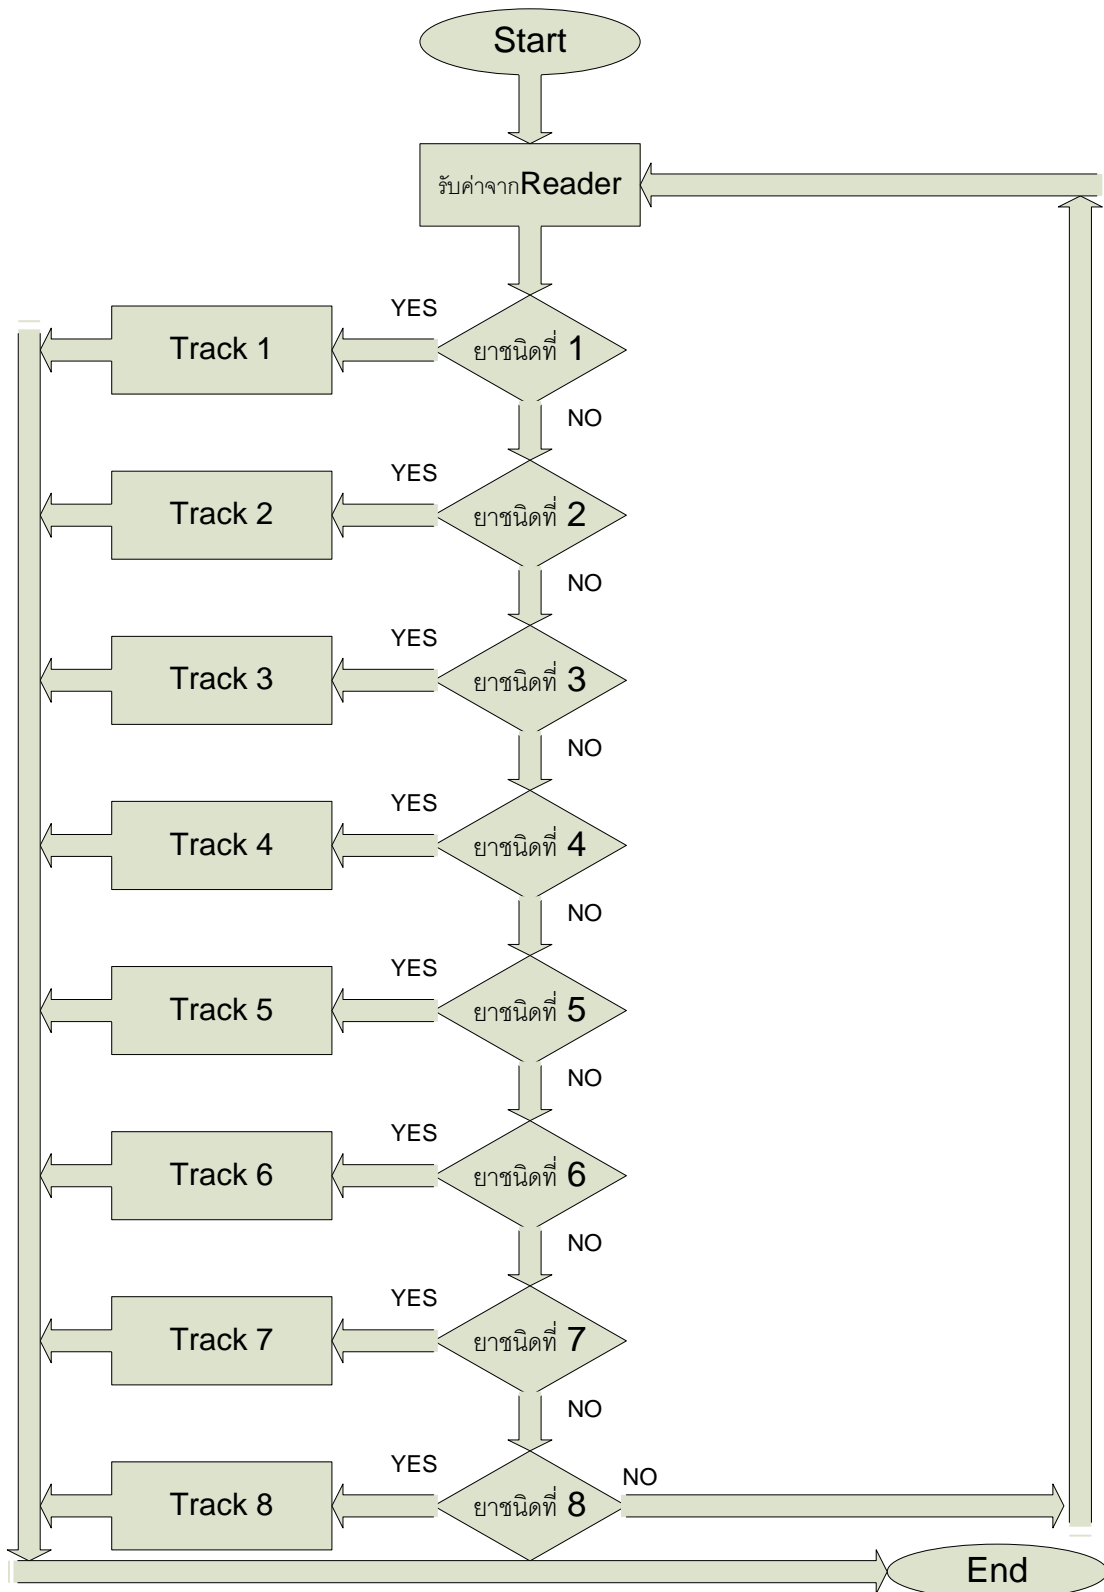 Start
รับค่าจากReader
YES
Track 1
ยาชนิดที่ 1
NO
YES
Track 2
ยาชนิดที่ 2
NO
YES
Track 3
ยาชนิดที่ 3
NO
YES
Track 4
ยาชนิดที่ 4
NO
YES
Track 5
ยาชนิดที่ 5
NO
YES
Track 6
ยาชนิดที่ 6
NO
YES
Track 7
ยาชนิดที่ 7
NO
YES
NO
Track 8
ยาชนิดที่ 8
End